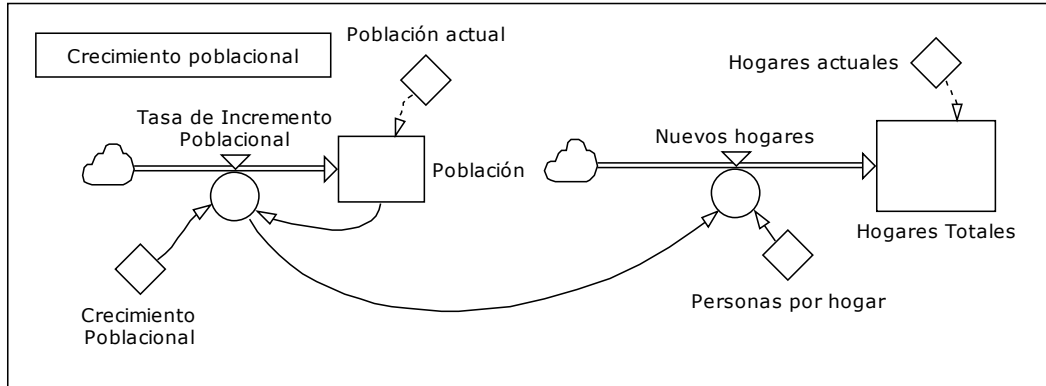 Crecimiento poblacional
Población actual
Hogares actuales
Tasa de Incremento
Poblacional
Nuevos hogares
Población
Hogares Totales
Personas por hogar
Crecimiento
Poblacional